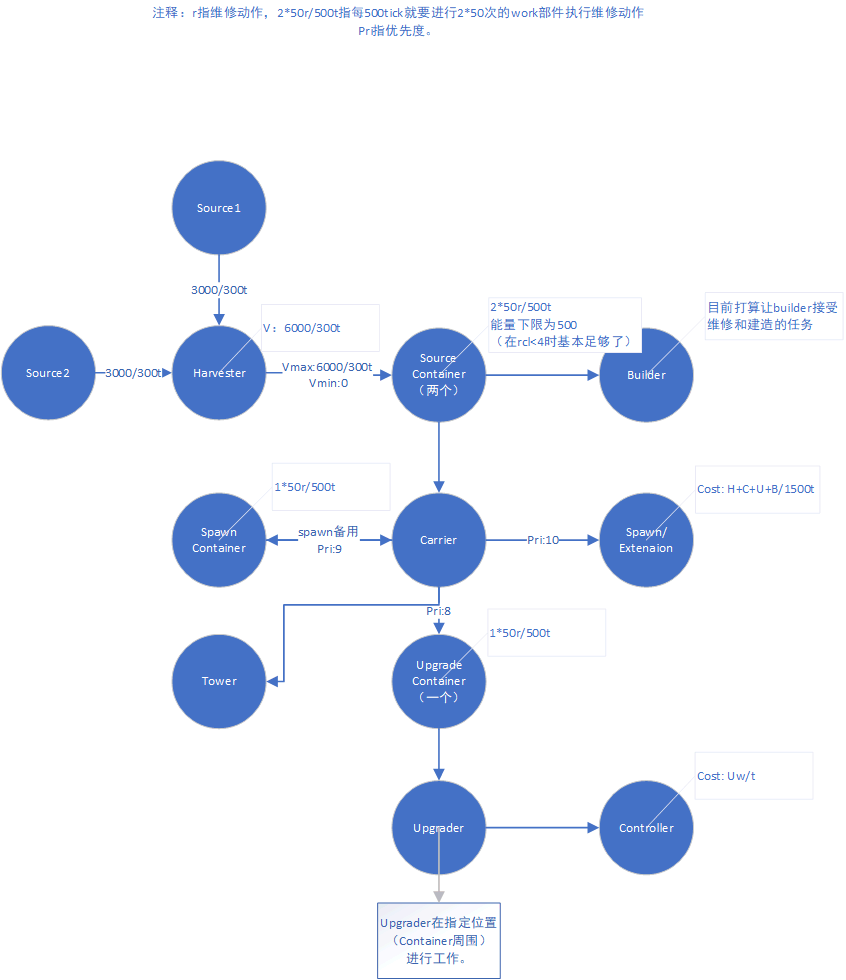 注释：r指维修动作，2*50r/500t指每500tick就要进行2*50次的work部件执行维修动作
Pr指优先度。
Source1
3000/300t
V：6000/300t
2*50r/500t
能量下限为500
（在rcl<4时基本足够了）
目前打算让builder接受
维修和建造的任务
Source2
3000/300t
Harvester
Vmax:6000/300t
Vmin:0
Source
Container
（两个）
Builder
1*50r/500t
Cost: H+C+U+B/1500t
Spawn
Container
spawn备用
Pri:9
Carrier
Pri:10
Spawn/
Extenaion
Pri:8
1*50r/500t
Tower
Upgrade
Container
（一个）
Cost: Uw/t
Upgrader
Controller
Upgrader在指定位置
（Container周围）
进行工作。